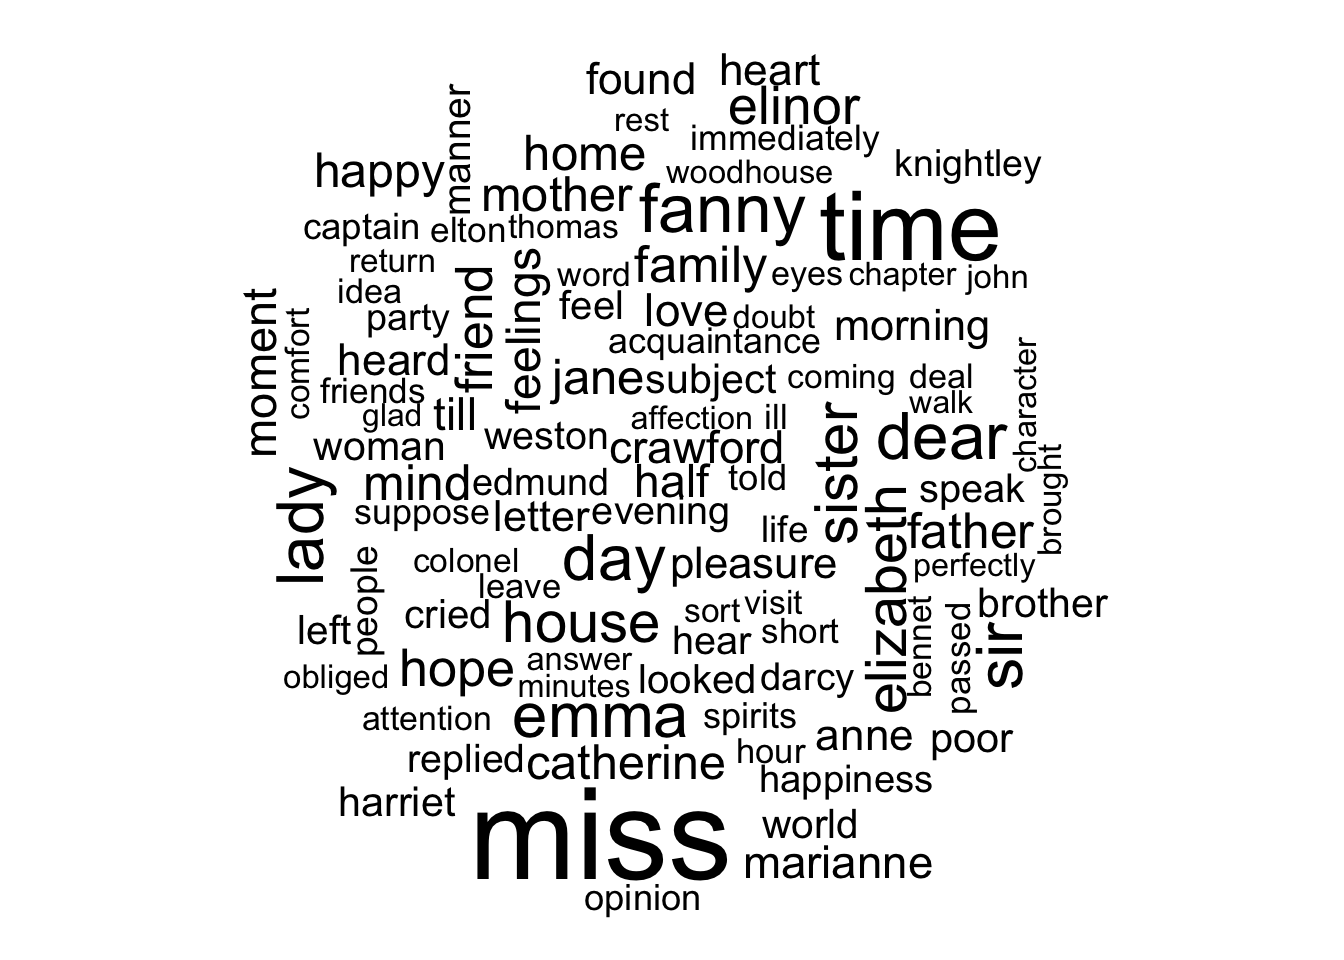 found
heart
manner
elinor
rest
immediately
home
woodhouse
knightley
happy
mother
fanny
time
captain
elton
thomas
return
friend
feelings
word
family
eyes
chapter
john
idea
feel
love
doubt
moment
comfort
party
morning
acquaintance
heard
jane
subject
coming
deal
character
friends
walk
glad
till
affection
ill
sister
dear
woman
weston
crawford
brought
lady
mind
edmund
half
told
elizabeth
speak
suppose
letter
evening
life
father
people
colonel
day
pleasure
perfectly
leave
left
cried
house
sort
visit
bennet
passed
brother
hear
short
sir
obliged
hope
answer
minutes
looked
darcy
attention
emma
spirits
anne
poor
replied
catherine
hour
happiness
harriet
miss
world
marianne
opinion